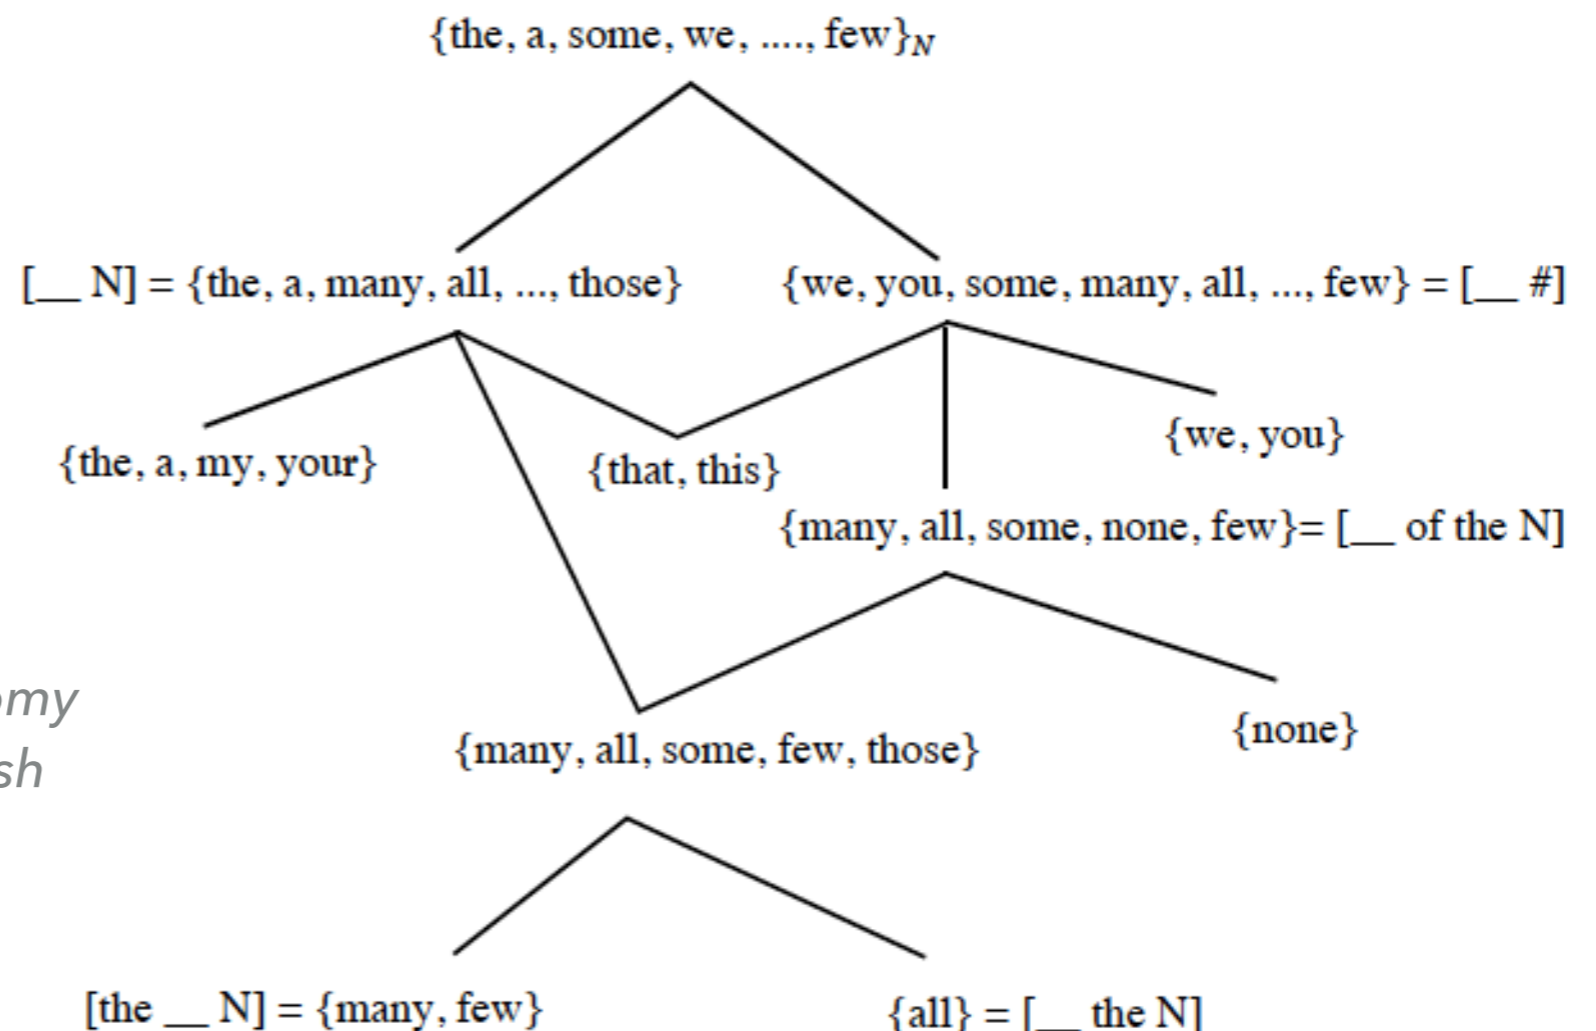 {the, a, some, we, ...., few}N
[__ N] = {the, a, many, all, ..., those}
{we, you, some, many, all, ..., few} = [__ #]
{the, a, my, your}
{that, this}
{we, you}
{many, all, some, none, few}= [__ of the N]
omy
sh
{many, all, some, few, those}
{none}
[the __ N] = {many, few}
{all} = [__ the N]